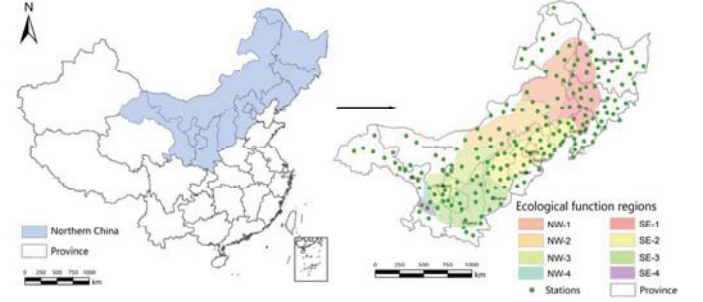 N
Northern China
Province
0 250 500 750 1000
km
Ecological function regions
NW-1
SE-1
NW-2
SE-2
NW-3
SE-3
NW-4
SE-4
Stations
Province
0 250 500 750 1000
km